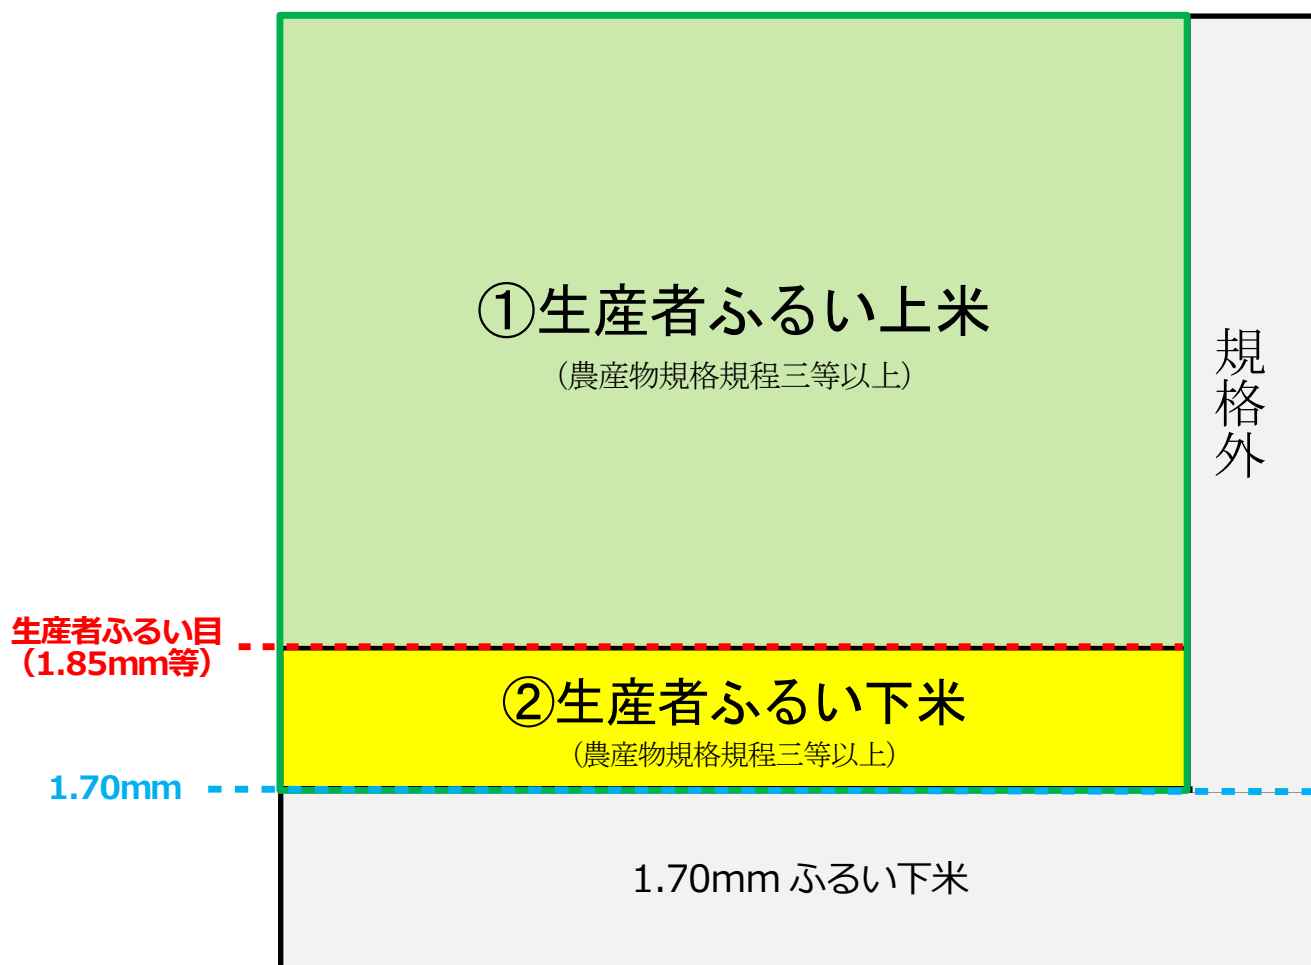 ①生産者ふるい上米
(農産物規格規程三等以上)
規格外
生産者ふるい目
（1.85mm等）
②生産者ふるい下米
(農産物規格規程三等以上)
1.70mm
1.70mm ふるい下米